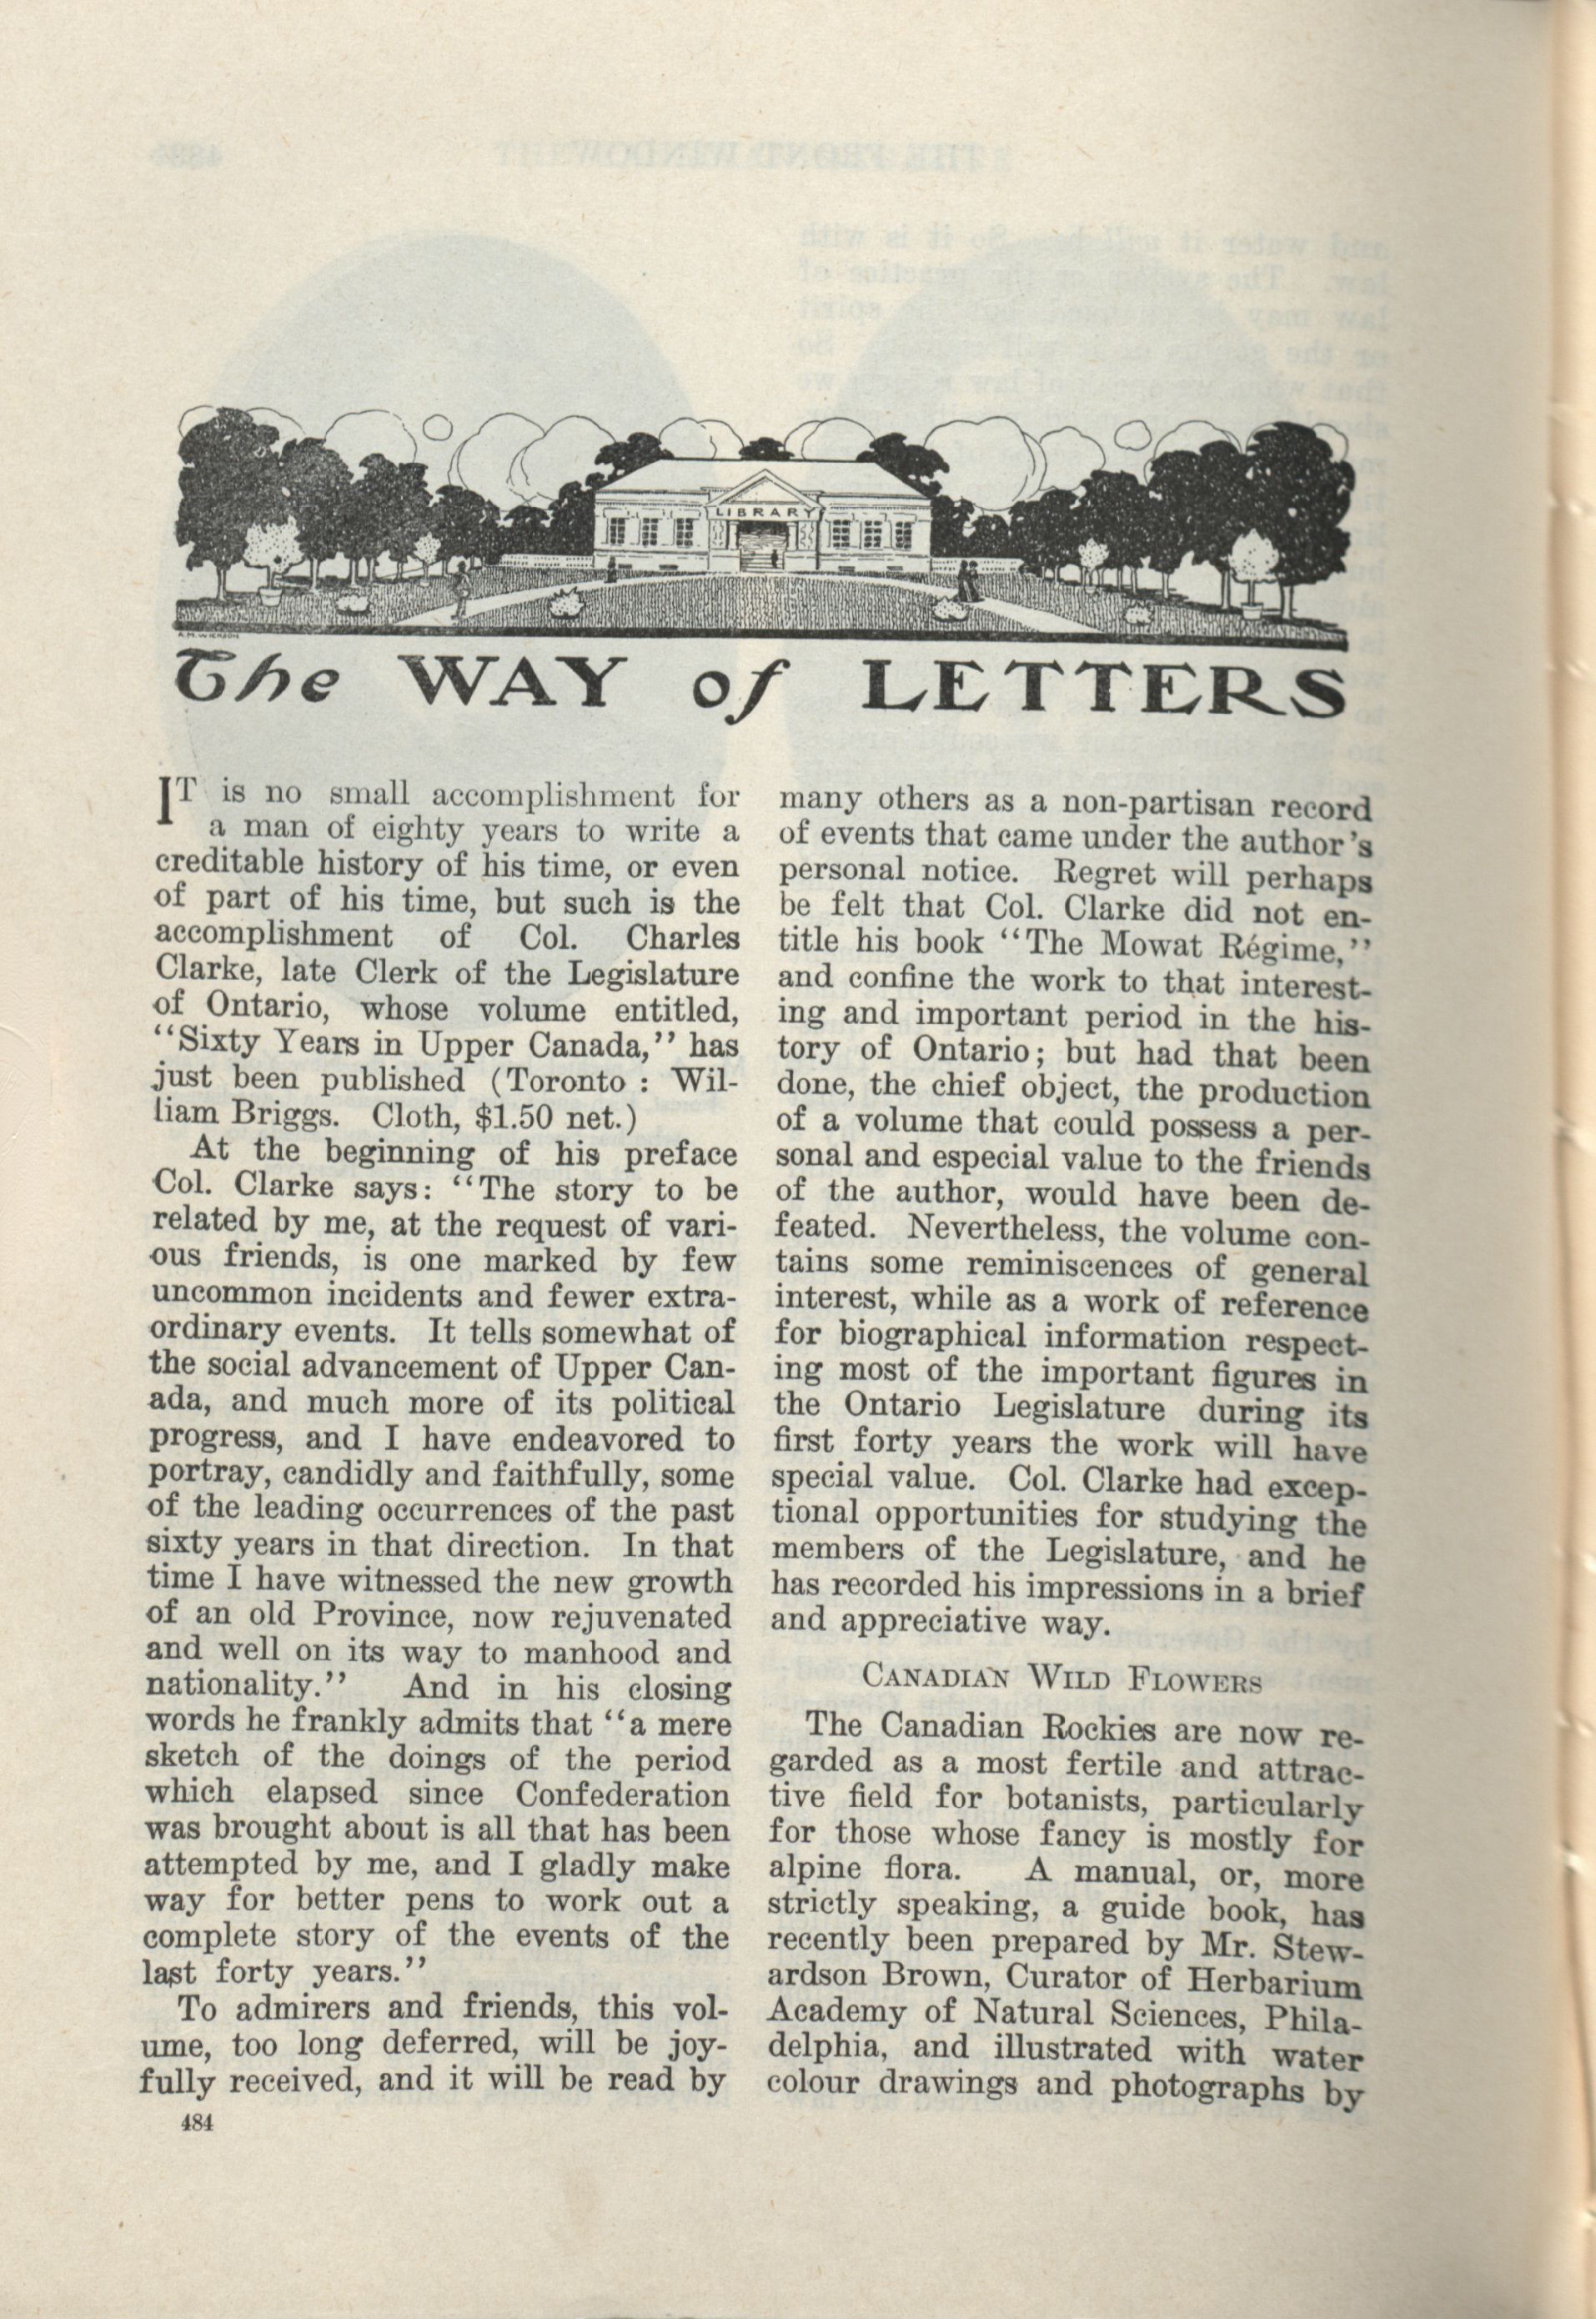 LIBRARY
The WAY of LETTERS
IT is no small accomplishment for
a man of eighty years to write a
creditable history of his time, or even
of part of his time, but such is the
accomplishment of Col. Charles
Clarke, late Clerk of the Legislature
of Ontario, whose volume entitled,
‘‘Sixty Years in Upper Canada,’’ has
just been published (Toronto : Wil-
liam Briggs. Cloth, $1.50 net.)
At the beginning of his preface
Col. Clarke says: ‘‘The story to be
related by me, at the request of vari-
ous friends, is one marked by few
uncommon incidents and fewer extra-
ordinary events. It tells somewhat of
the social advancement of Upper Can-
ada, and much more of its political
progress, and I have endeavored to
portray, candidly and faithfully, some
of the leading occurrences of the past
sixty years in that direction. In that
time I have witnessed the new growth
of an old Province, now rejuvenated
and well on its way to manhood and
nationality.’’ And in his closing
words he frankly admits that ‘‘a mere
sketch of the doings of the period
which elapsed since Confederation
was brought about is all that has been
attempted by me, and I gladly make
way for better pens to work out a
complete story of the events of the
last forty years.’’
To admirers and friends, this vol-
ume, too long deferred, will be joy-
fully received, and it will be read by
many others as a non-partisan record
of events that came under the author’s
personal notice. Regret will perhaps
be felt that Col. Clarke did not en-
title his book ‘‘The Mowat Régime,’’
and confine the work to that interest-
ing and important period in the his-
tory of Ontario; but had that been
done, the chief object, the production
of a volume that could possess a per-
sonal and especial value to the friends
of the author, would have been de-
feated. Nevertheless, the volume con-
tains some reminiscences of general
interest, while as a work of reference
for biographical information respect-
ing most of the important figures in
the Ontario Legislature during its
first forty years the work will have
special value. Col. Clarke had excep-
tional opportunities for studying the
members of the Legislature, and he
has recorded his impressions in a brief
and appreciative way.
CANADIAN WILD FLOWERS
The Canadian Rockies are now re-
garded as a most fertile and attrac-
tive field for botanists, particularly
for those whose fancy is mostly for
alpine flora. A manual, or, more
strictly speaking, a guide book, has
recently been prepared by Mr. Stew-
ardson Brown, Curator of Herbarium
Academy of Natural Sciences, Phila-
delphia, and illustrated with water
colour drawings and photographs by
484